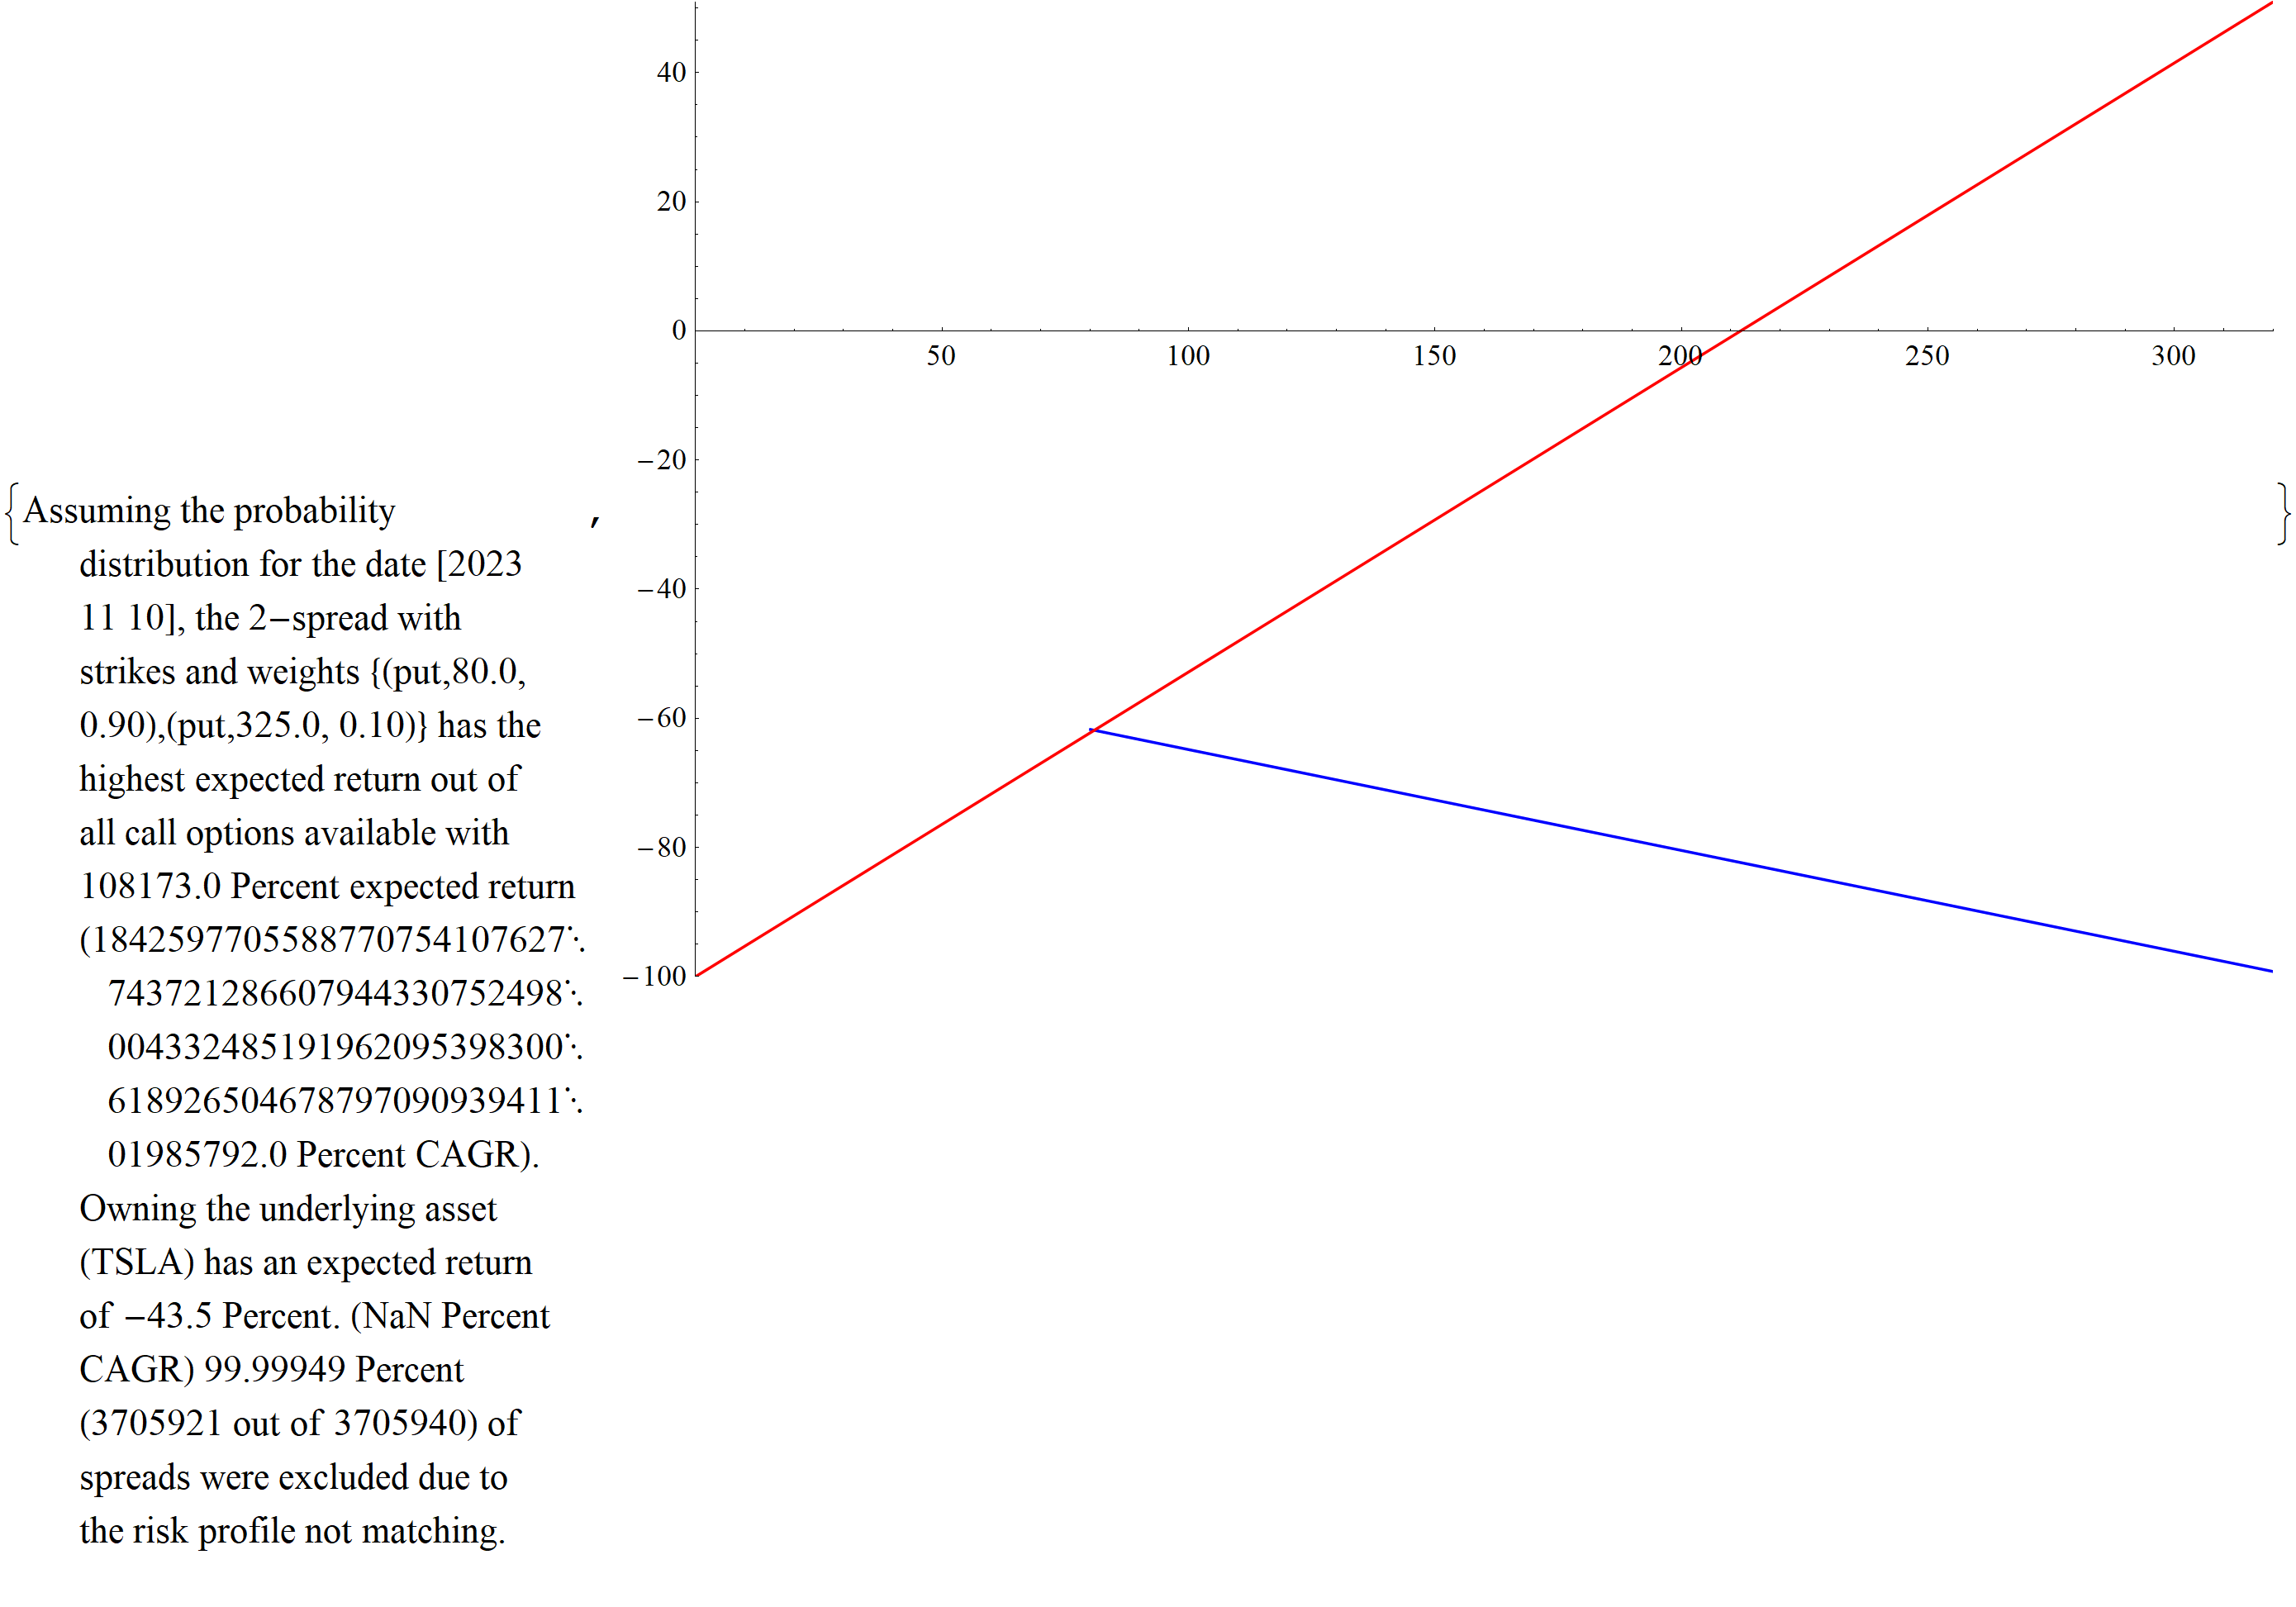 {Assuming the probability ,
distribution for the date [2023
11 10], the 2−spread with
strikes and weights {(put,80.0,
0.90),(put,325.0, 0.10)} has the
highest expected return out of
all call options available with
108173.0 Percent expected return
(1842597705588770754107627⋱
743721286607944330752498⋱
004332485191962095398300⋱
618926504678797090939411⋱
01985792.0 Percent CAGR).
Owning the underlying asset
(TSLA) has an expected return
of −43.5 Percent. (NaN Percent
CAGR) 99.99949 Percent
(3705921 out of 3705940) of
spreads were excluded due to
the risk profile not matching.
40
20
0
50 100 150 200 250 300
−20
−40
−60
−80
−100
}